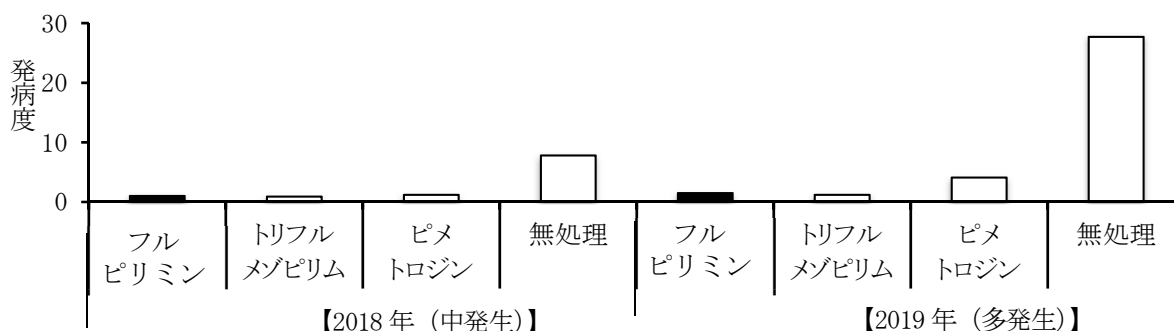 30
20
10
0
発病度
フル
ピリミン
トリフル
メゾピリム
ピメ
トロジン
無処理
フル
ピリミン
トリフル
メゾピリム
ピメ
トロジン
無処理
【2018 年（中発生）】
【2019 年（多発生）】